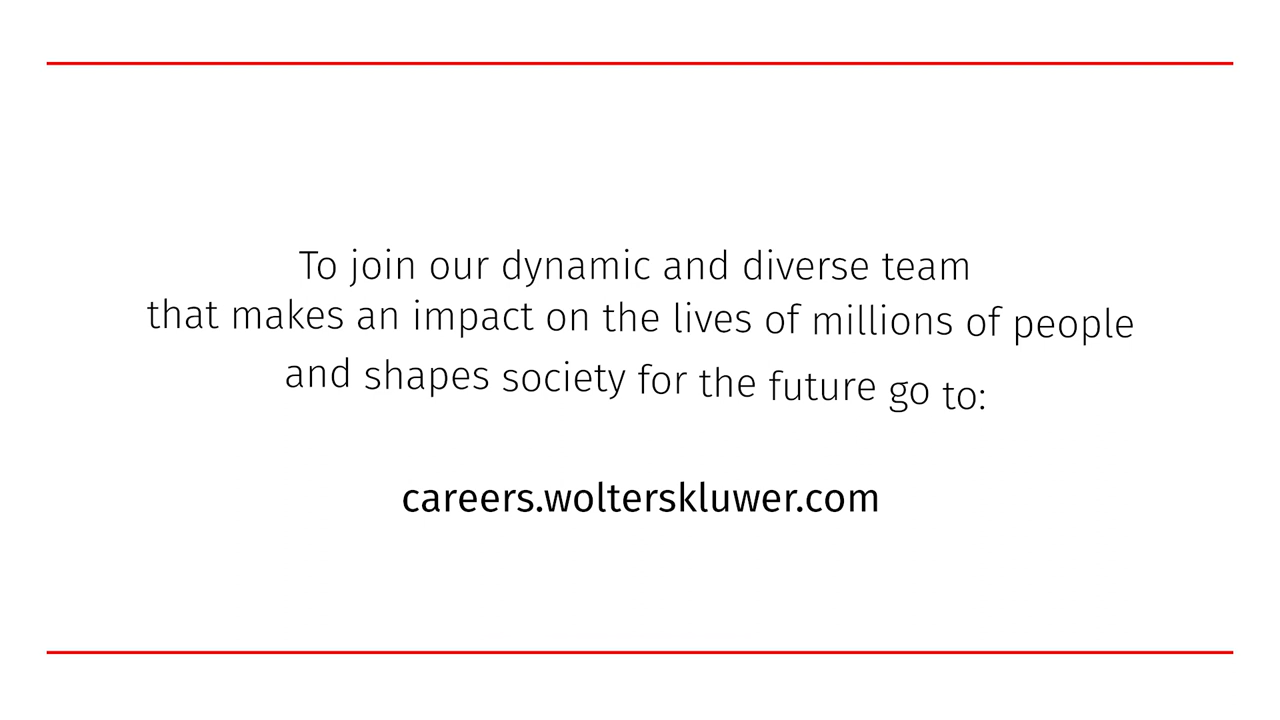 To join our dynamic and diverse team
that makes an impact on the lives of millions of people
and shapes society for the future go to:
careers.wolterskluwer.com